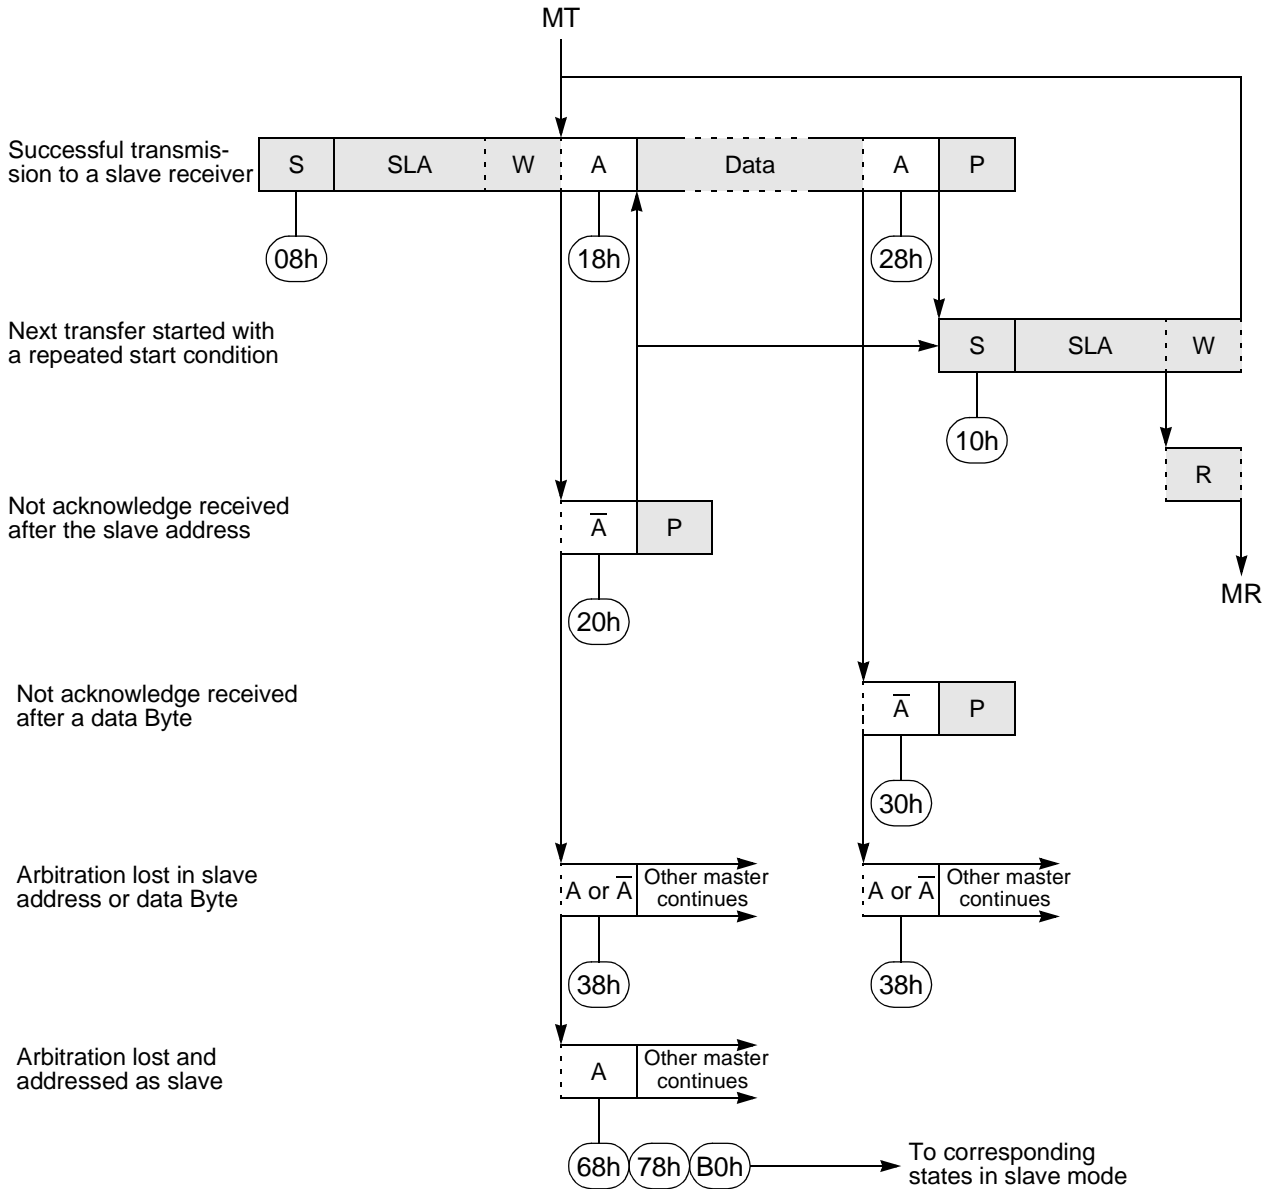 MT
Successful transmis-
sion to a slave receiver
S SLA W A Data A P
08h 18h 28h
Next transfer started with
a repeated start condition
S SLA W
10h
R
Not acknowledge received
after the slave address
A̅ P
MR
20h
Not acknowledge received
after a data Byte
A̅ P
30h
Arbitration lost in slave
address or data Byte
A or A̅ Other master
continues
A or A̅ Other master
continues
38h 38h
Arbitration lost and
addressed as slave
A Other master
continues
68h 78h B0h
To corresponding
states in slave mode